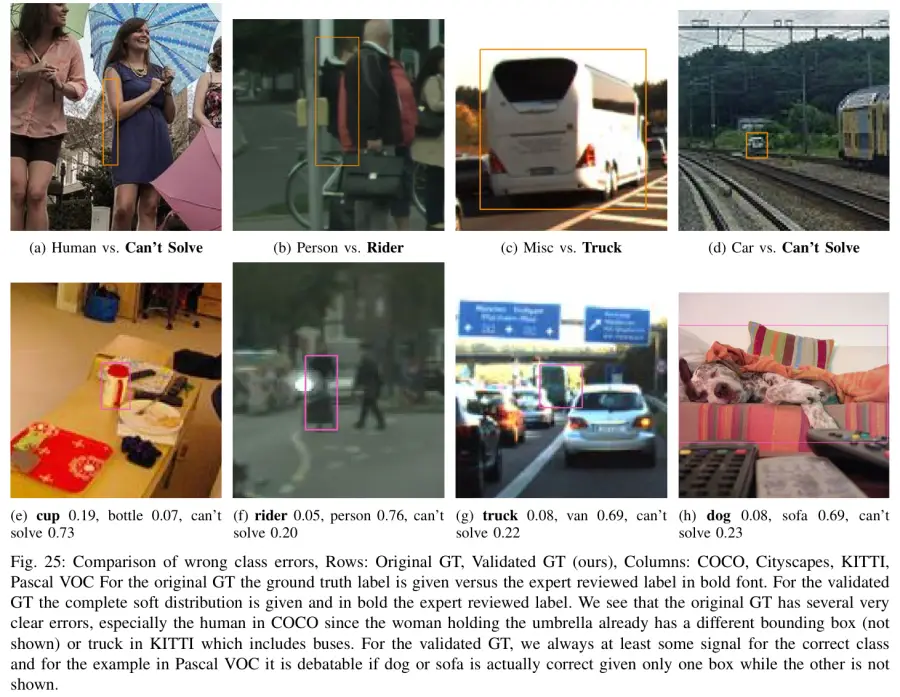 (a) Human vs. Can't Solve
(b) Person vs. Rider
(c) Misc vs. Truck
(d) Car vs. Can't Solve
(e) cup 0.19, bottle 0.07, can't
solve 0.73
(f) rider 0.05, person 0.76, can't
solve 0.20
(g) truck 0.08, van 0.69, can't
solve 0.22
(h) dog 0.08, sofa 0.69, can't
solve 0.23
Fig. 25: Comparison of wrong class errors, Rows: Original GT, Validated GT (ours), Columns: COCO, Cityscapes, KITTI,
Pascal VOC For the original GT the ground truth label is given versus the expert reviewed label in bold font. For the validated
GT the complete soft distribution is given and in bold the expert reviewed label. We see that the original GT has several very
clear errors, especially the human in COCO since the woman holding the umbrella already has a different bounding box (not
shown) or truck in KITTI which includes buses. For the validated GT, we always at least some signal for the correct class
and for the example in Pascal VOC it is debatable if dog or sofa is actually correct given only one box while the other is not
shown.